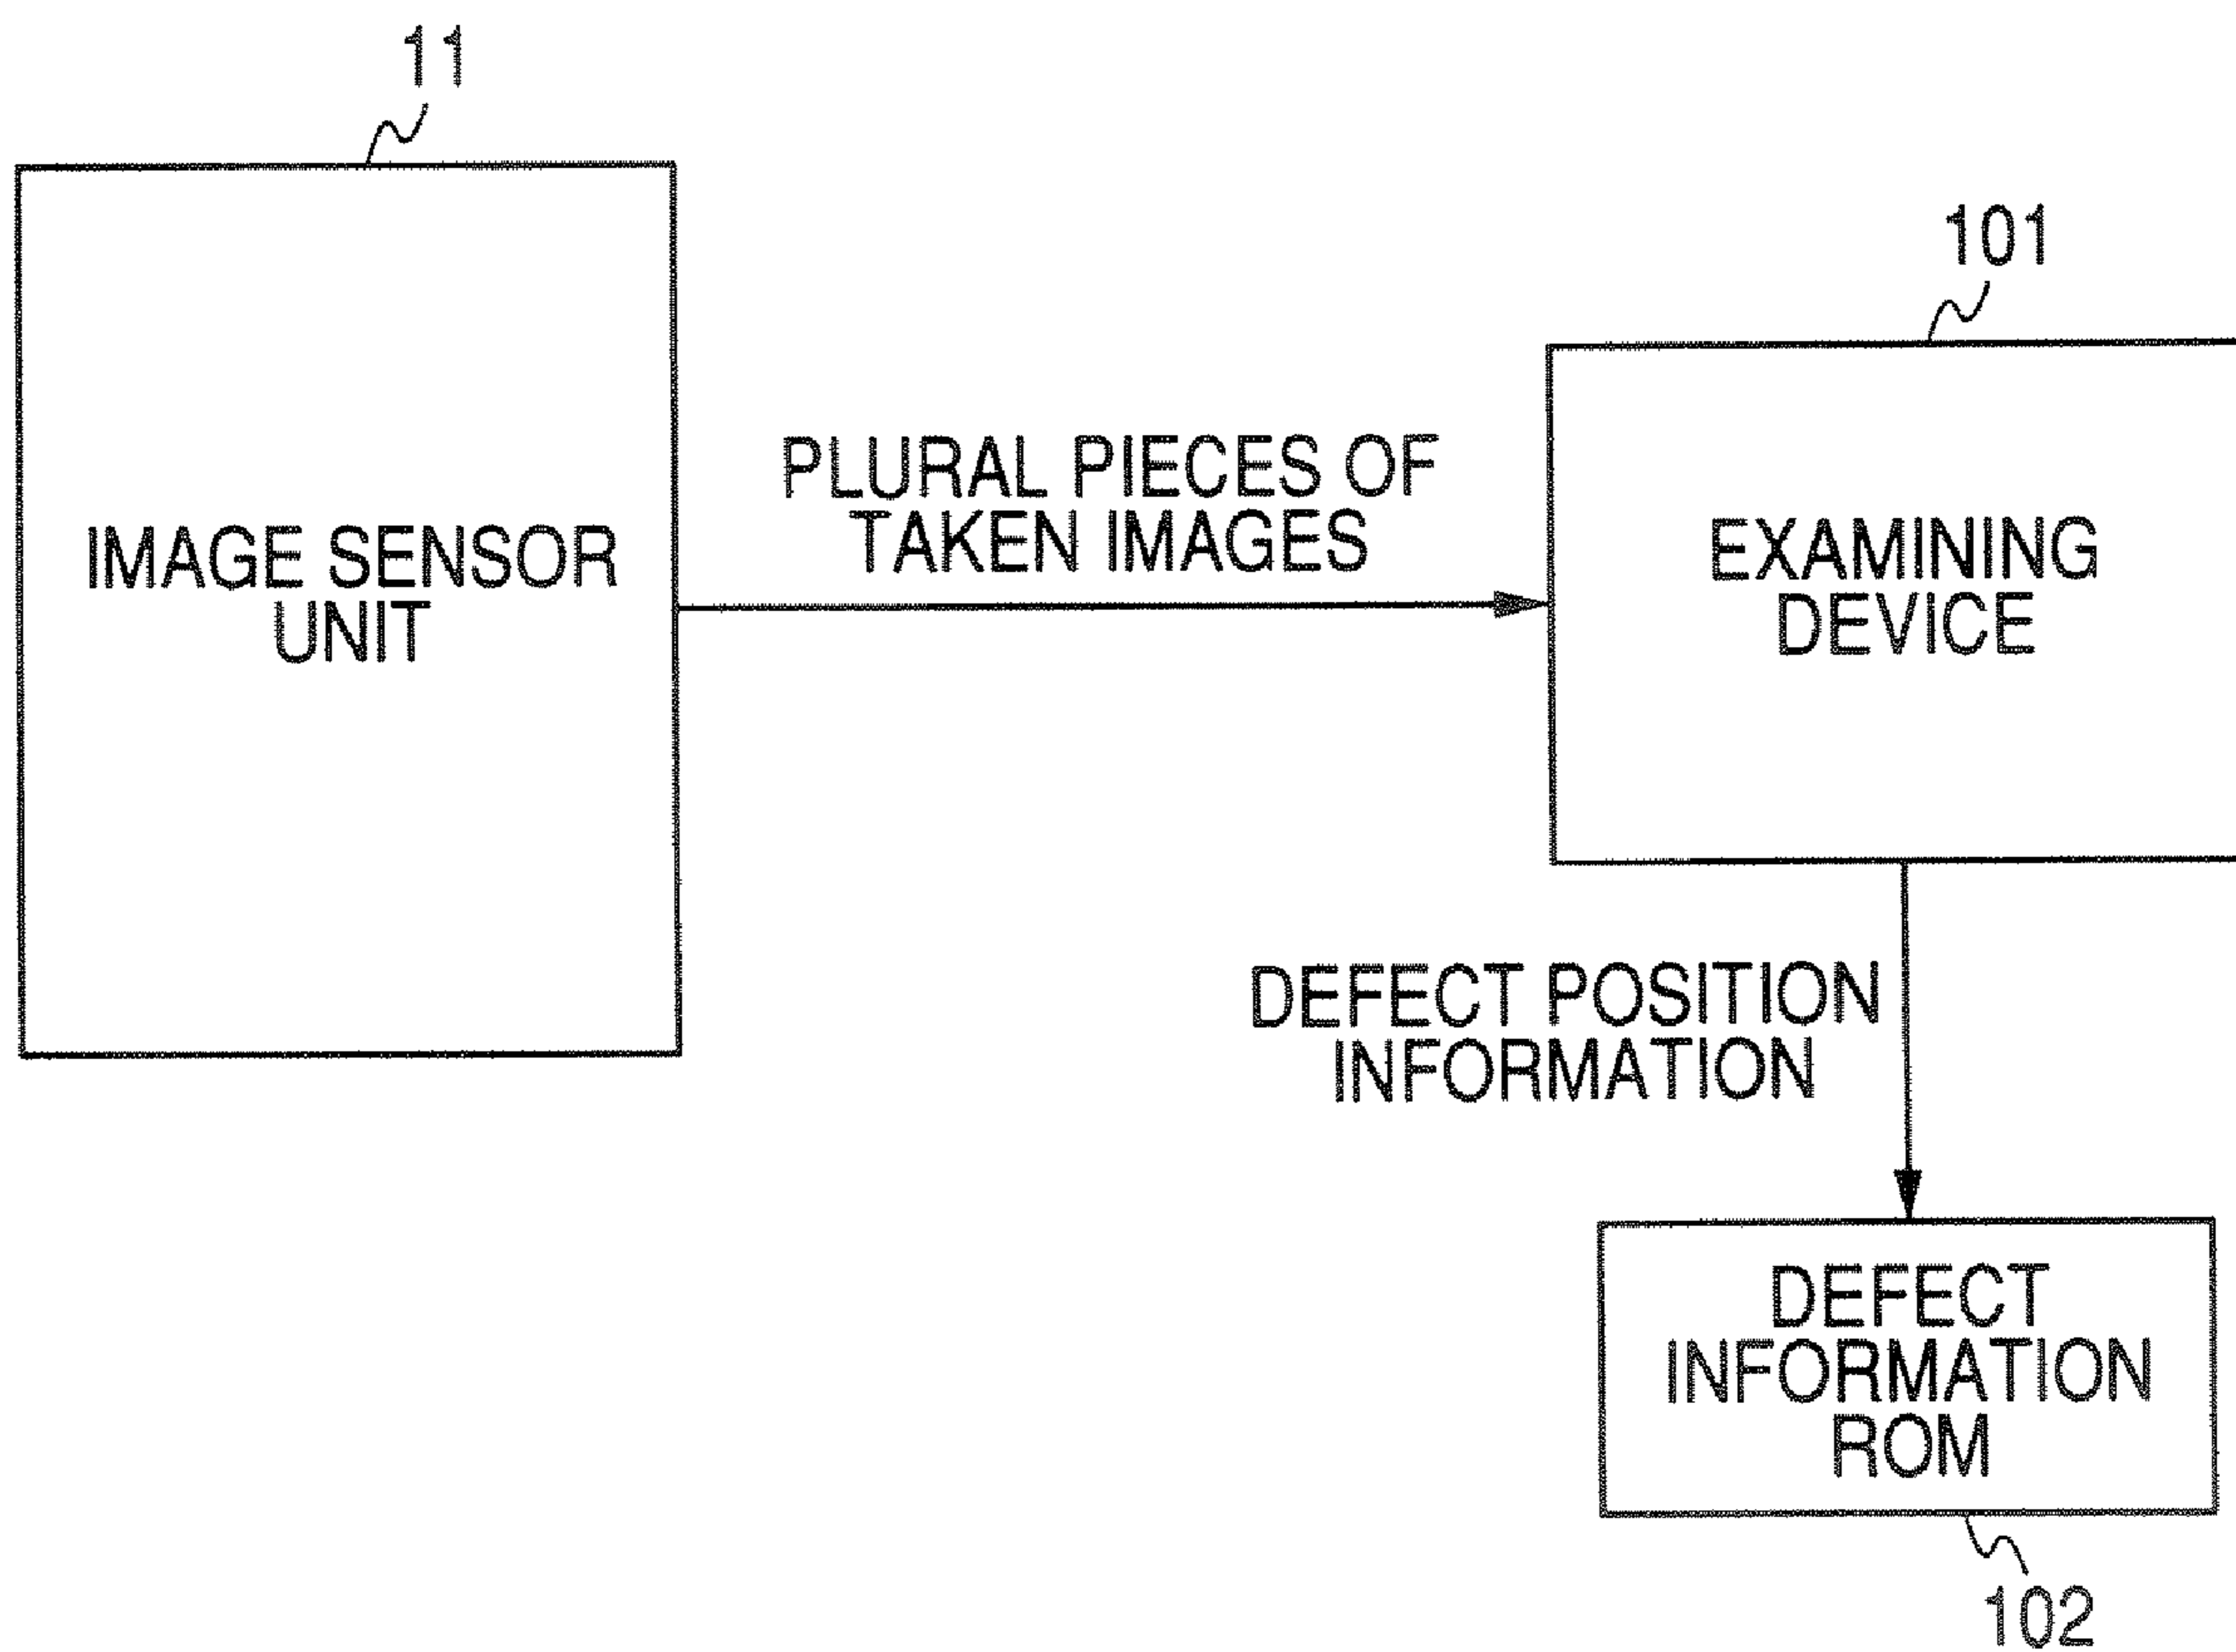 11
101
PLURAL PIECES OF
TAKEN IMAGES
IMAGE SENSOR
UNIT
EXAMINING
DEVICE
DEFECT POSITION
INFORMATION
DEFECT
INFORMATION
ROM
102